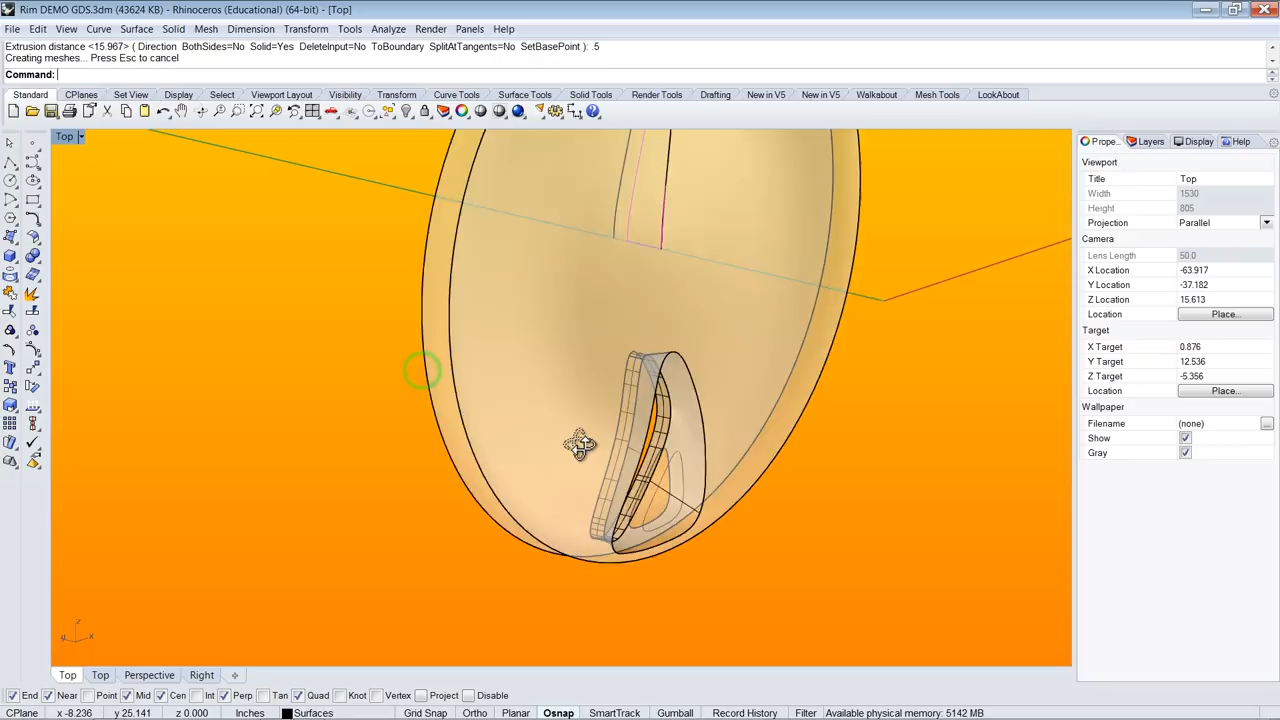 Rim DEMO GDS.3dm (43624 KB) - Rhinoceros (Educational) (64-bit) - [Top]
File Edit View Curve Surface Solid Mesh Dimension Transform Tools Analyze Render Panels Help
Extrusion distance <15.967> ( Direction BothSides=No Solid=Yes DeleteInput=No ToBoundary SplitAtTangents=No SetBasePoint ): .5
Creating meshes... Press Esc to cancel
Command:
Standard CPlanes Set View Display Select Viewport Layout Visibility Transform Curve Tools Surface Tools Solid Tools Render Tools Drafting New in V5 New in V5 Walkabout Mesh Tools LookAbout
Top
Prope... Layers Display Help
Viewport
Title Top
Width 1530
Height 805
Projection Parallel
Camera
Lens Length 50.0
X Location -63.917
Y Location -37.182
Z Location 15.613
Location Place...
Target
X Target 0.876
Y Target 12.536
Z Target -5.356
Location Place...
Wallpaper
Filename (none) ...
Show
Gray
z
y x
Top Top Perspective Right
End Near Point Mid Cen Int Perp Tan Quad Knot Vertex Project Disable
CPlane x -8.236 y 25.141 z 0.000 Inches Surfaces Grid Snap Ortho Planar Osnap SmartTrack Gumball Record History Filter Available physical memory: 5142 MB